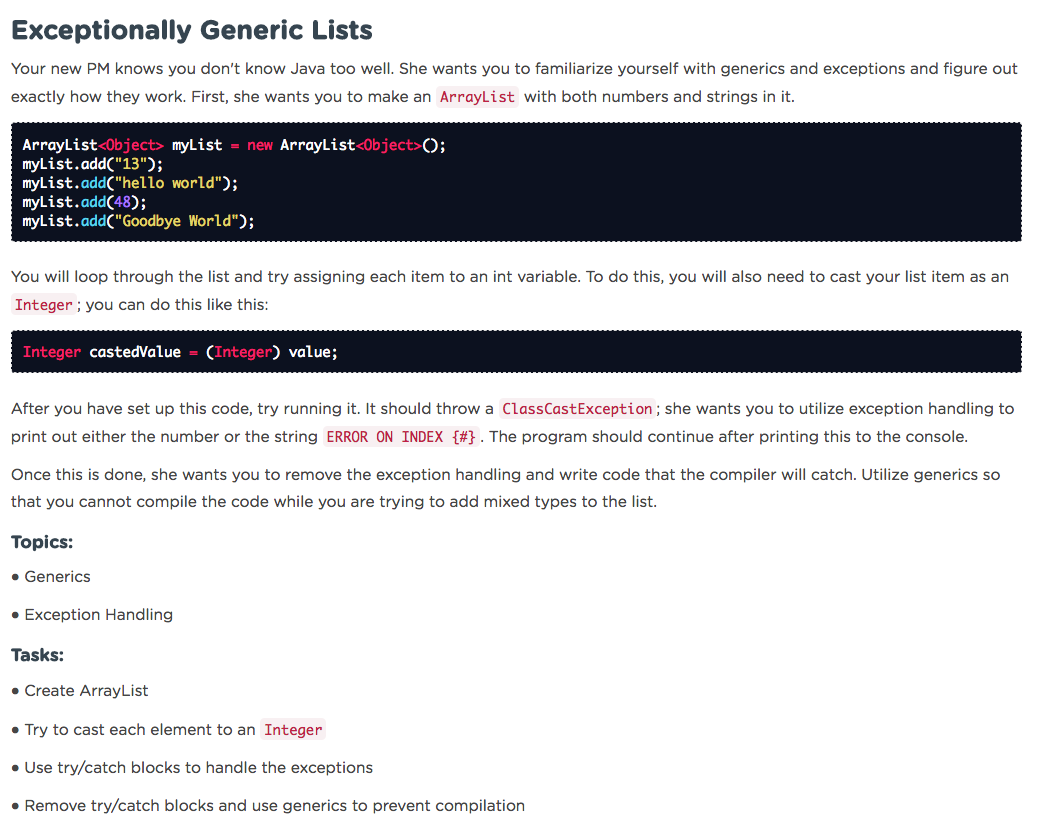 Exceptionally Generic Lists
Your new PM knows you don't know Java too well. She wants you to familiarize yourself with generics and exceptions and figure out
exactly how they work. First, she wants you to make an ArrayList with both numbers and strings in it.
ArrayList<Object> myList = new ArrayList<Object>();
myList.add("13");
myList.add("hello world");
myList.add(48);
myList.add("Goodbye World");
You will loop through the list and try assigning each item to an int variable. To do this, you will also need to cast your list item as an
Integer; you can do this like this:
Integer castedValue = (Integer) value;
After you have set up this code, try running it. It should throw a ClassCastException; she wants you to utilize exception handling to
print out either the number or the string ERROR ON INDEX {#}. The program should continue after printing this to the console.
Once this is done, she wants you to remove the exception handling and write code that the compiler will catch. Utilize generics so
that you cannot compile the code while you are trying to add mixed types to the list.
Topics:
• Generics
• Exception Handling
Tasks:
• Create ArrayList
• Try to cast each element to an Integer
• Use try/catch blocks to handle the exceptions
• Remove try/catch blocks and use generics to prevent compilation